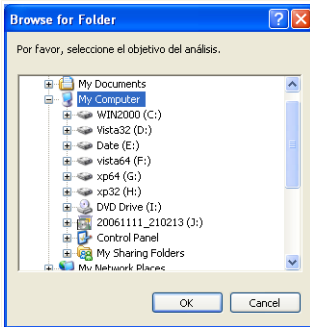 Browse for Folder
Por favor, seleccione el objetivo del análisis.
My Documents
My Computer
WIN2000 (C:)
Vista32 (D:)
Date (E:)
vista64 (F:)
xp64 (G:)
xp32 (H:)
DVD Drive (I:)
20061111_210213 (J:)
Control Panel
My Sharing Folders
My Network Places
OK Cancel